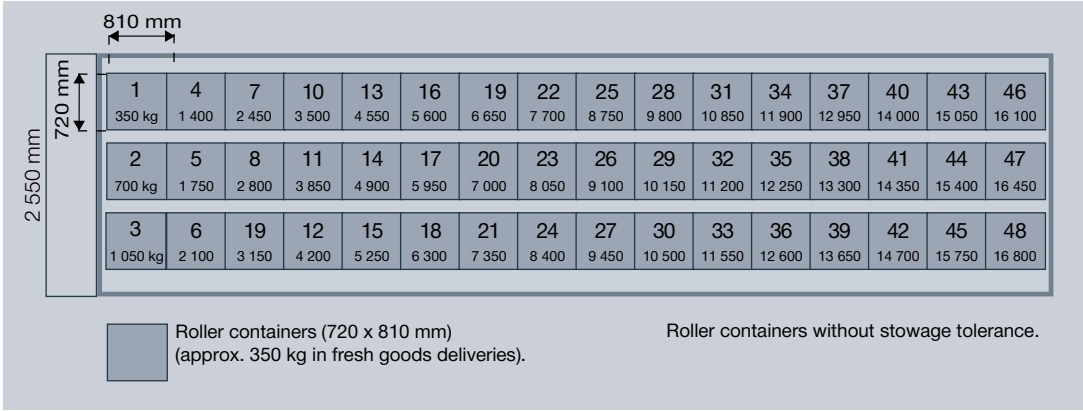 810 mm
720 mm
2 550 mm
1 4 7 10 13 16 19 22 25 28 31 34 37 40 43 46
350 kg 1 400 2 450 3 500 4 550 5 600 6 650 7 700 8 750 9 800 10 850 11 900 12 950 14 000 15 050 16 100
2 5 8 11 14 17 20 23 26 29 32 35 38 41 44 47
700 kg 1 750 2 800 3 850 4 900 5 950 7 000 8 050 9 100 10 150 11 200 12 250 13 300 14 350 15 400 16 450
3 6 19 12 15 18 21 24 27 30 33 36 39 42 45 48
1 050 kg 2 100 3 150 4 200 5 250 6 300 7 350 8 400 9 450 10 500 11 550 12 600 13 650 14 700 15 750 16 800
Roller containers (720 x 810 mm)
(approx. 350 kg in fresh goods deliveries).
Roller containers without stowage tolerance.